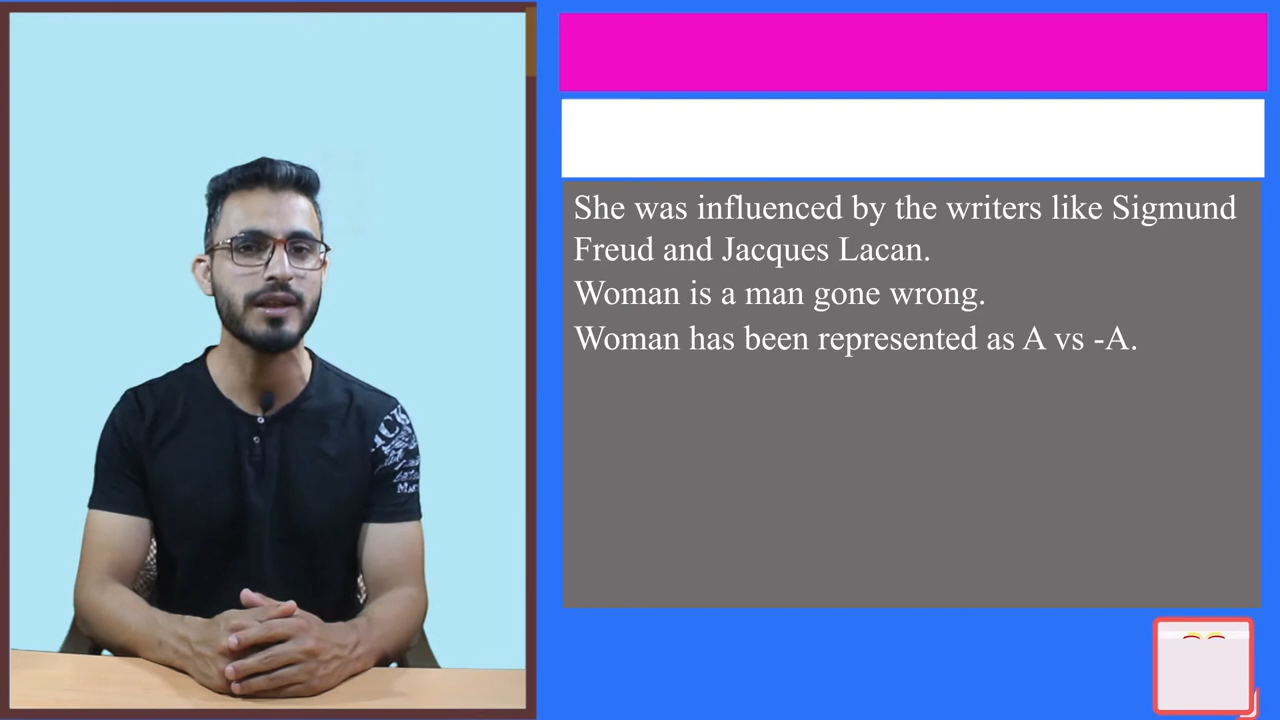 She was influenced by the writers like Sigmund
Freud and Jacques Lacan.
Woman is a man gone wrong.
Woman has been represented as A vs -A.